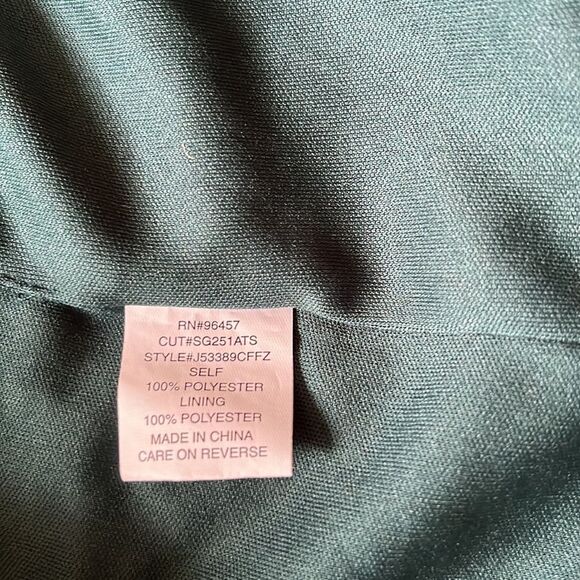 RN#96457
CUT#SG251ATS
STYLE#J53389CFFZ
SELF
100% POLYESTER
LINING
100% POLYESTER
MADE IN CHINA
CARE ON REVERSE